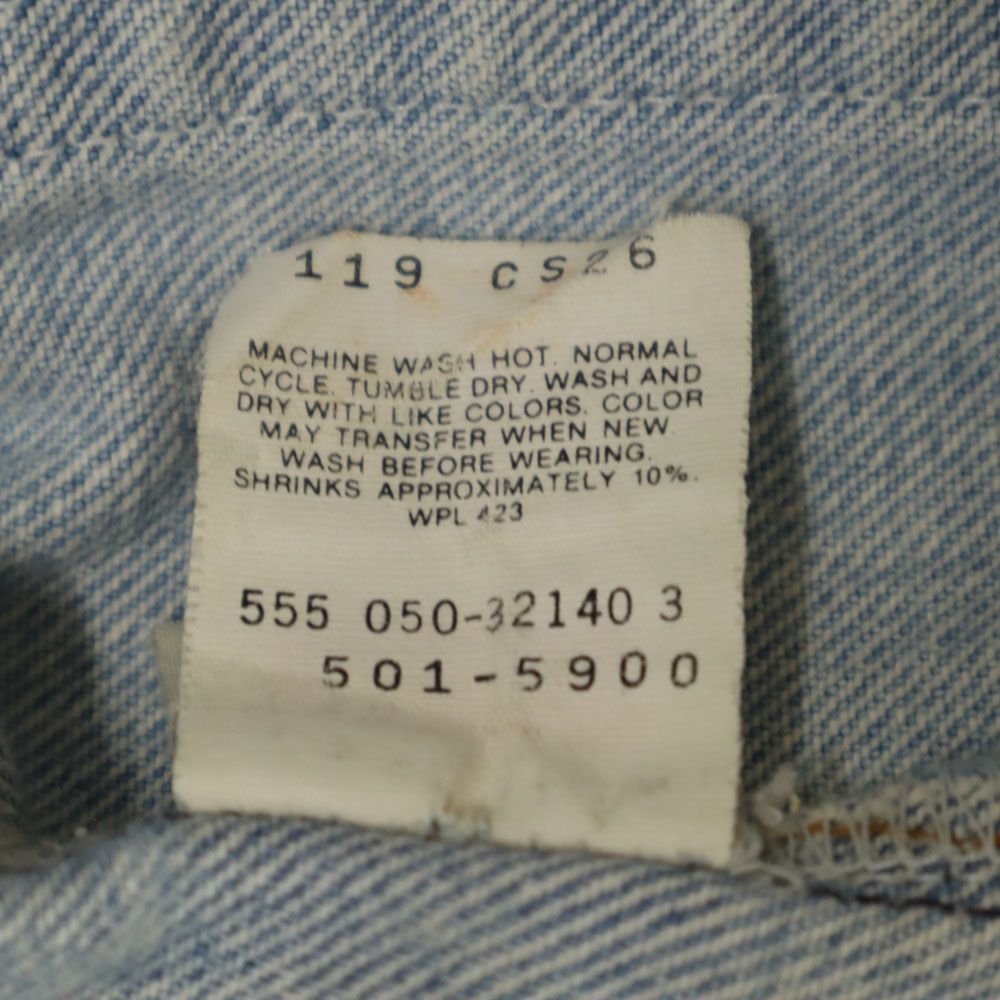 119 CS26
MACHINE WASH HOT. NORMAL
CYCLE. TUMBLE DRY. WASH AND
DRY WITH LIKE COLORS. COLOR
MAY TRANSFER WHEN NEW.
WASH BEFORE WEARING.
SHRINKS APPROXIMATELY 10%.
WPL 423
555 050-32140 3
501-5900